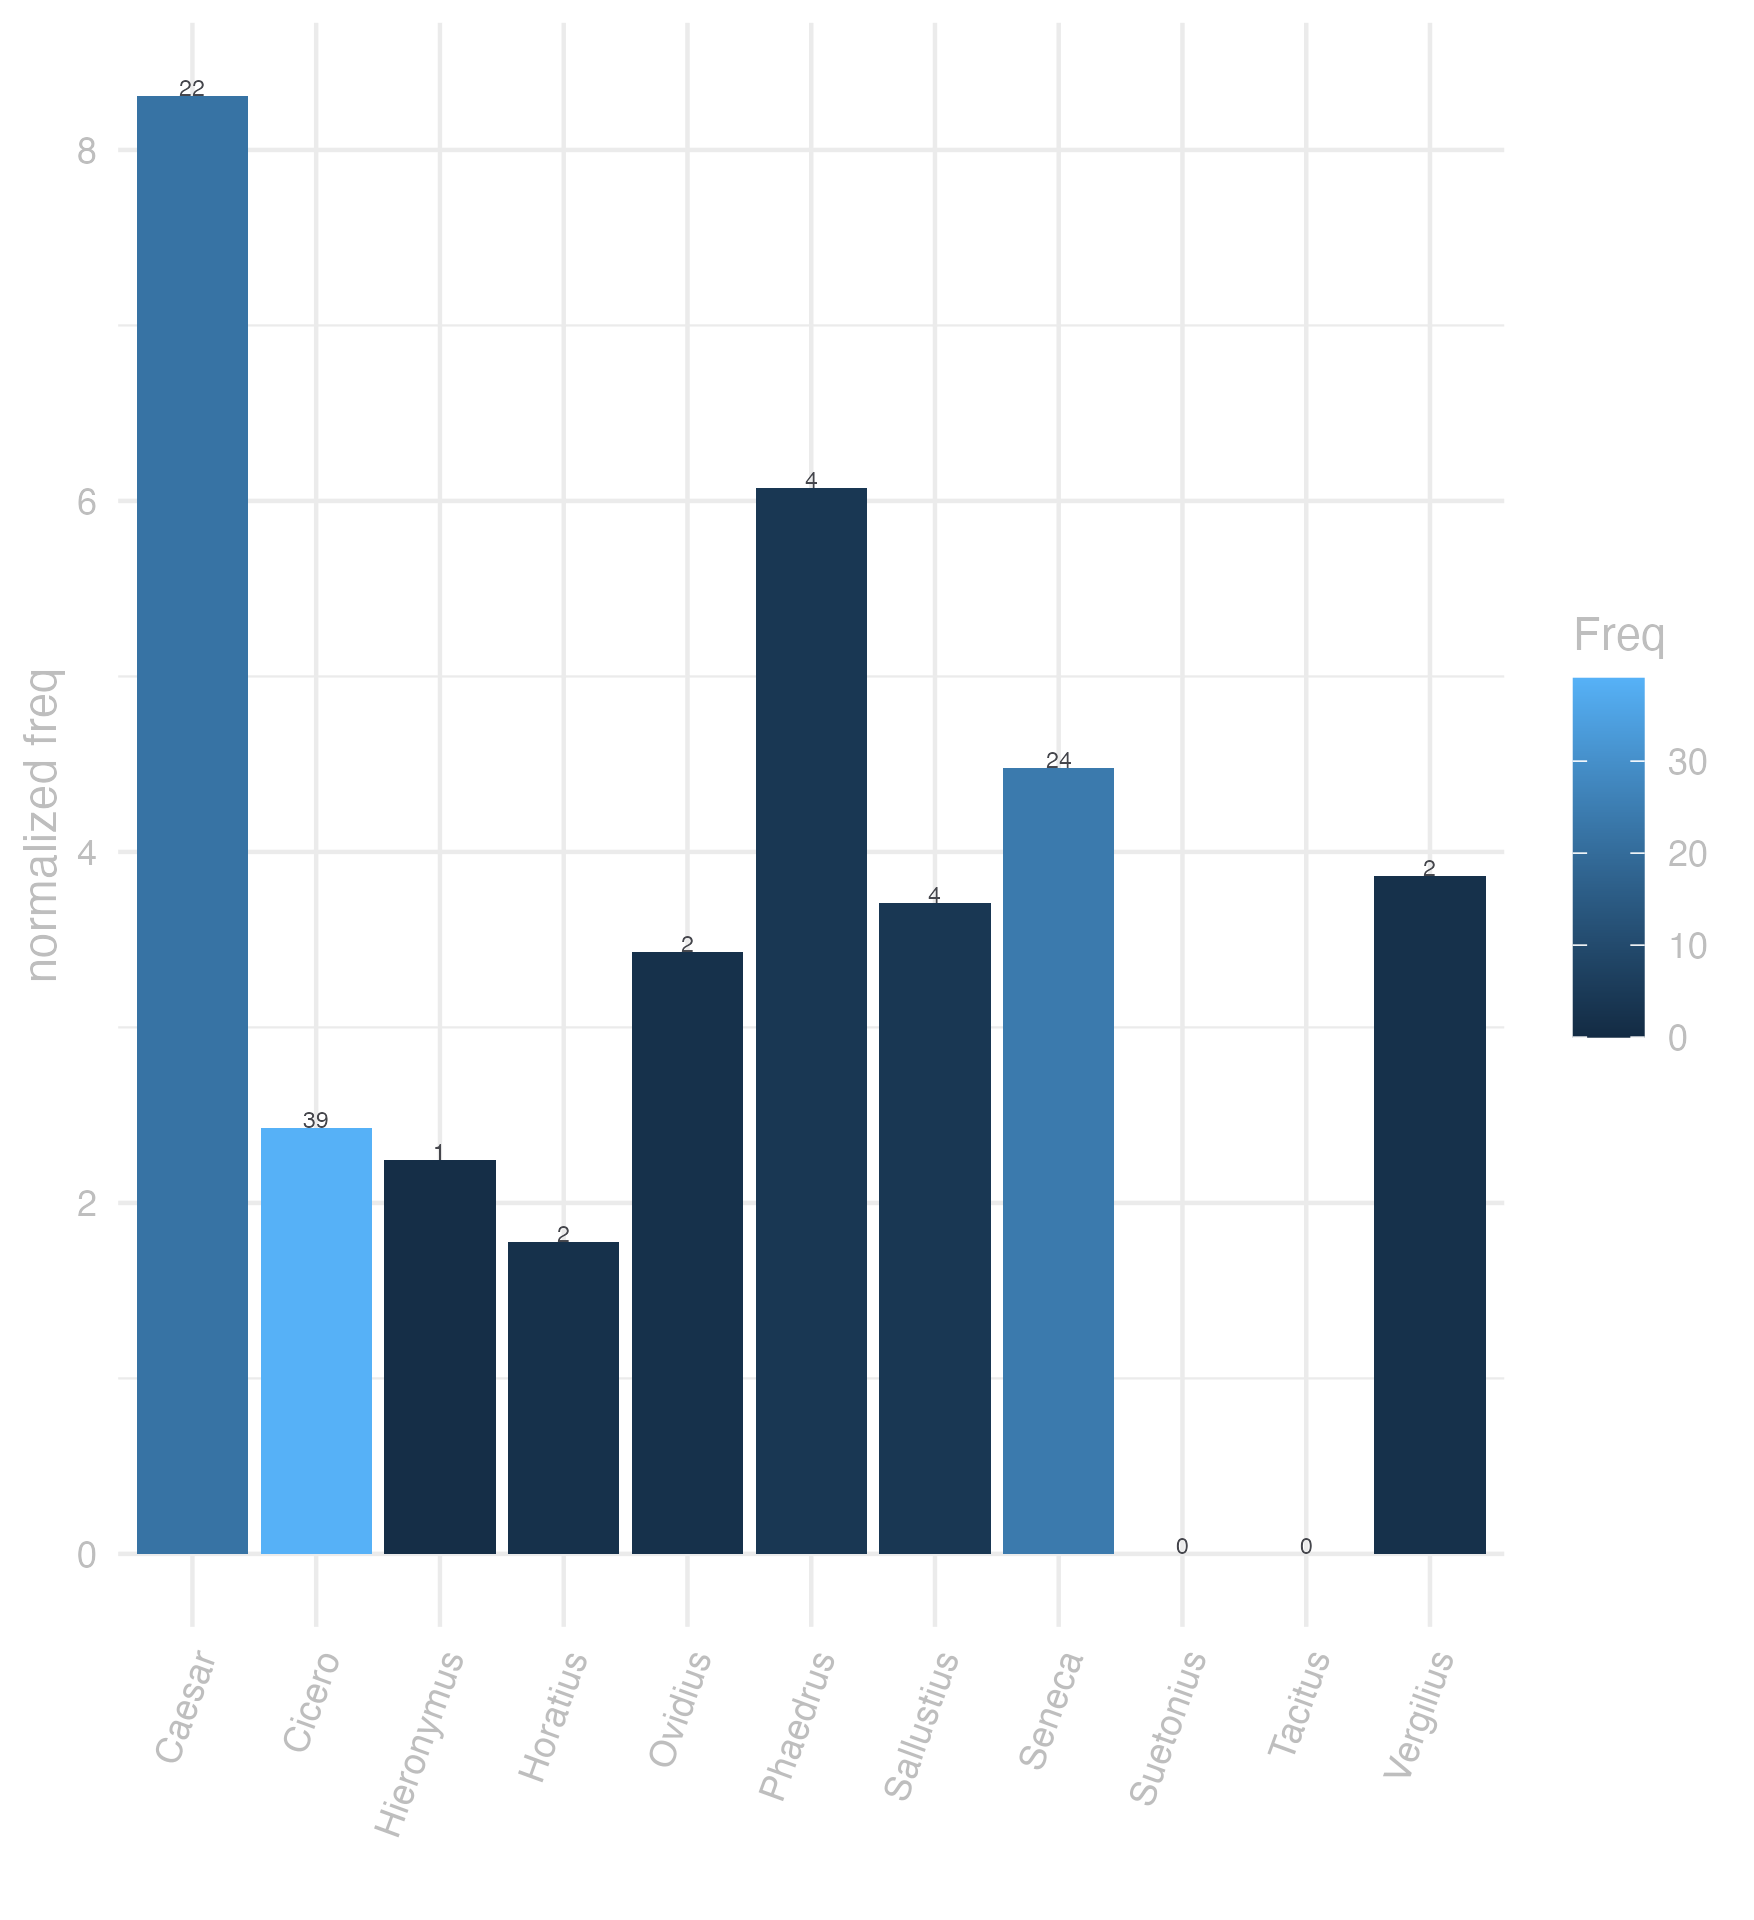 normalized freq
8
6
4
2
0
22
39
1
2
2
4
4
24
0
0
2
Caesar
Cicero
Hieronymus
Horatius
Ovidius
Phaedrus
Sallustius
Seneca
Suetonius
Tacitus
Vergilius
Freq
30
20
10
0